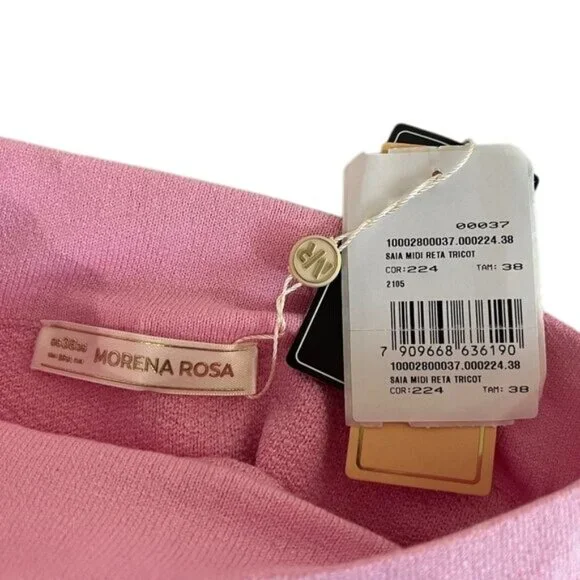 00037
10002800037.000224.38
SAIA MIDI RETA TRICOT
COR:224 TAM: 38
2105
7 909668 636190
10002800037.000224.38
SAIA MIDI RETA TRICOT
COR:224 TAM: 38
MORENA ROSA